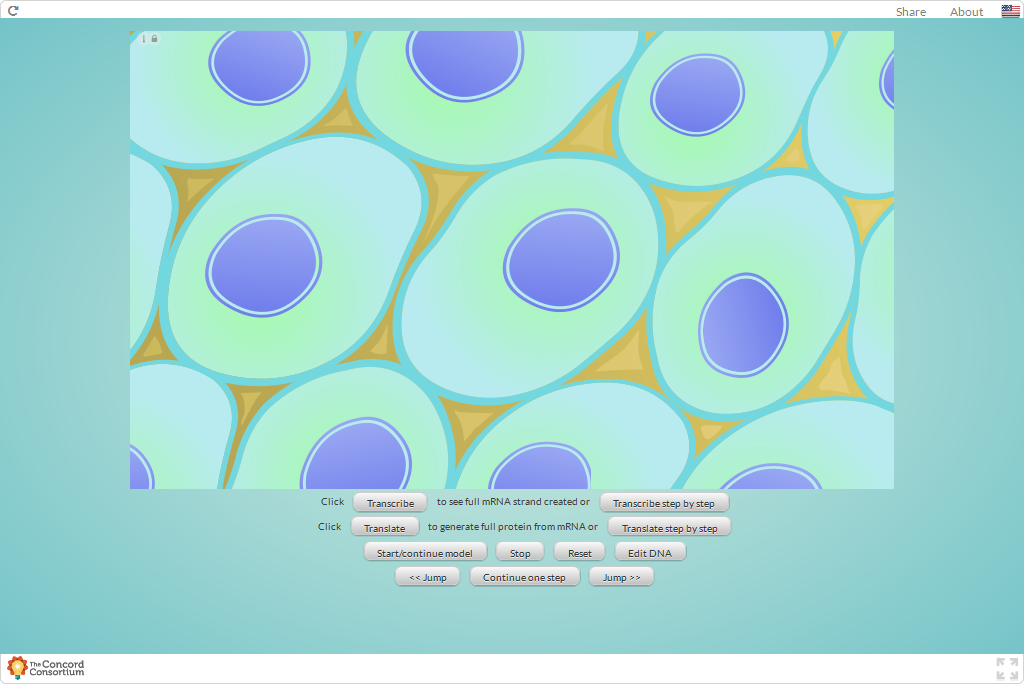 Share About
Click Transcribe to see full mRNA strand created or Transcribe step by step
Click Translate to generate full protein from mRNA or Translate step by step
Start/continue model Stop Reset Edit DNA
<< Jump Continue one step Jump >>
The Concord
Consortium